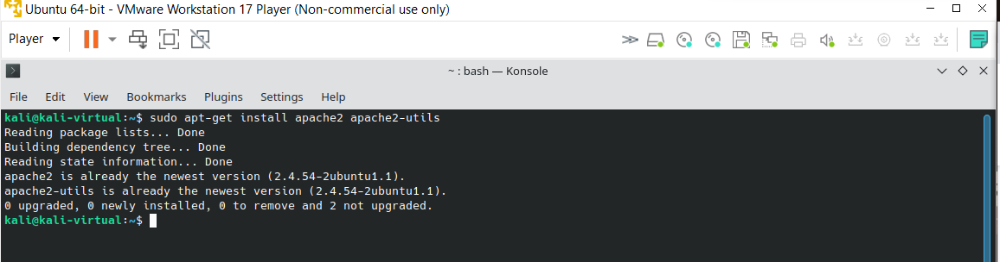 Ubuntu 64-bit - VMware Workstation 17 Player (Non-commercial use only)
Player
~ : bash — Konsole
File Edit View Bookmarks Plugins Settings Help
kali@kali-virtual:~$ sudo apt-get install apache2 apache2-utils
Reading package lists... Done
Building dependency tree... Done
Reading state information... Done
apache2 is already the newest version (2.4.54-2ubuntu1.1).
apache2-utils is already the newest version (2.4.54-2ubuntu1.1).
0 upgraded, 0 newly installed, 0 to remove and 2 not upgraded.
kali@kali-virtual:~$